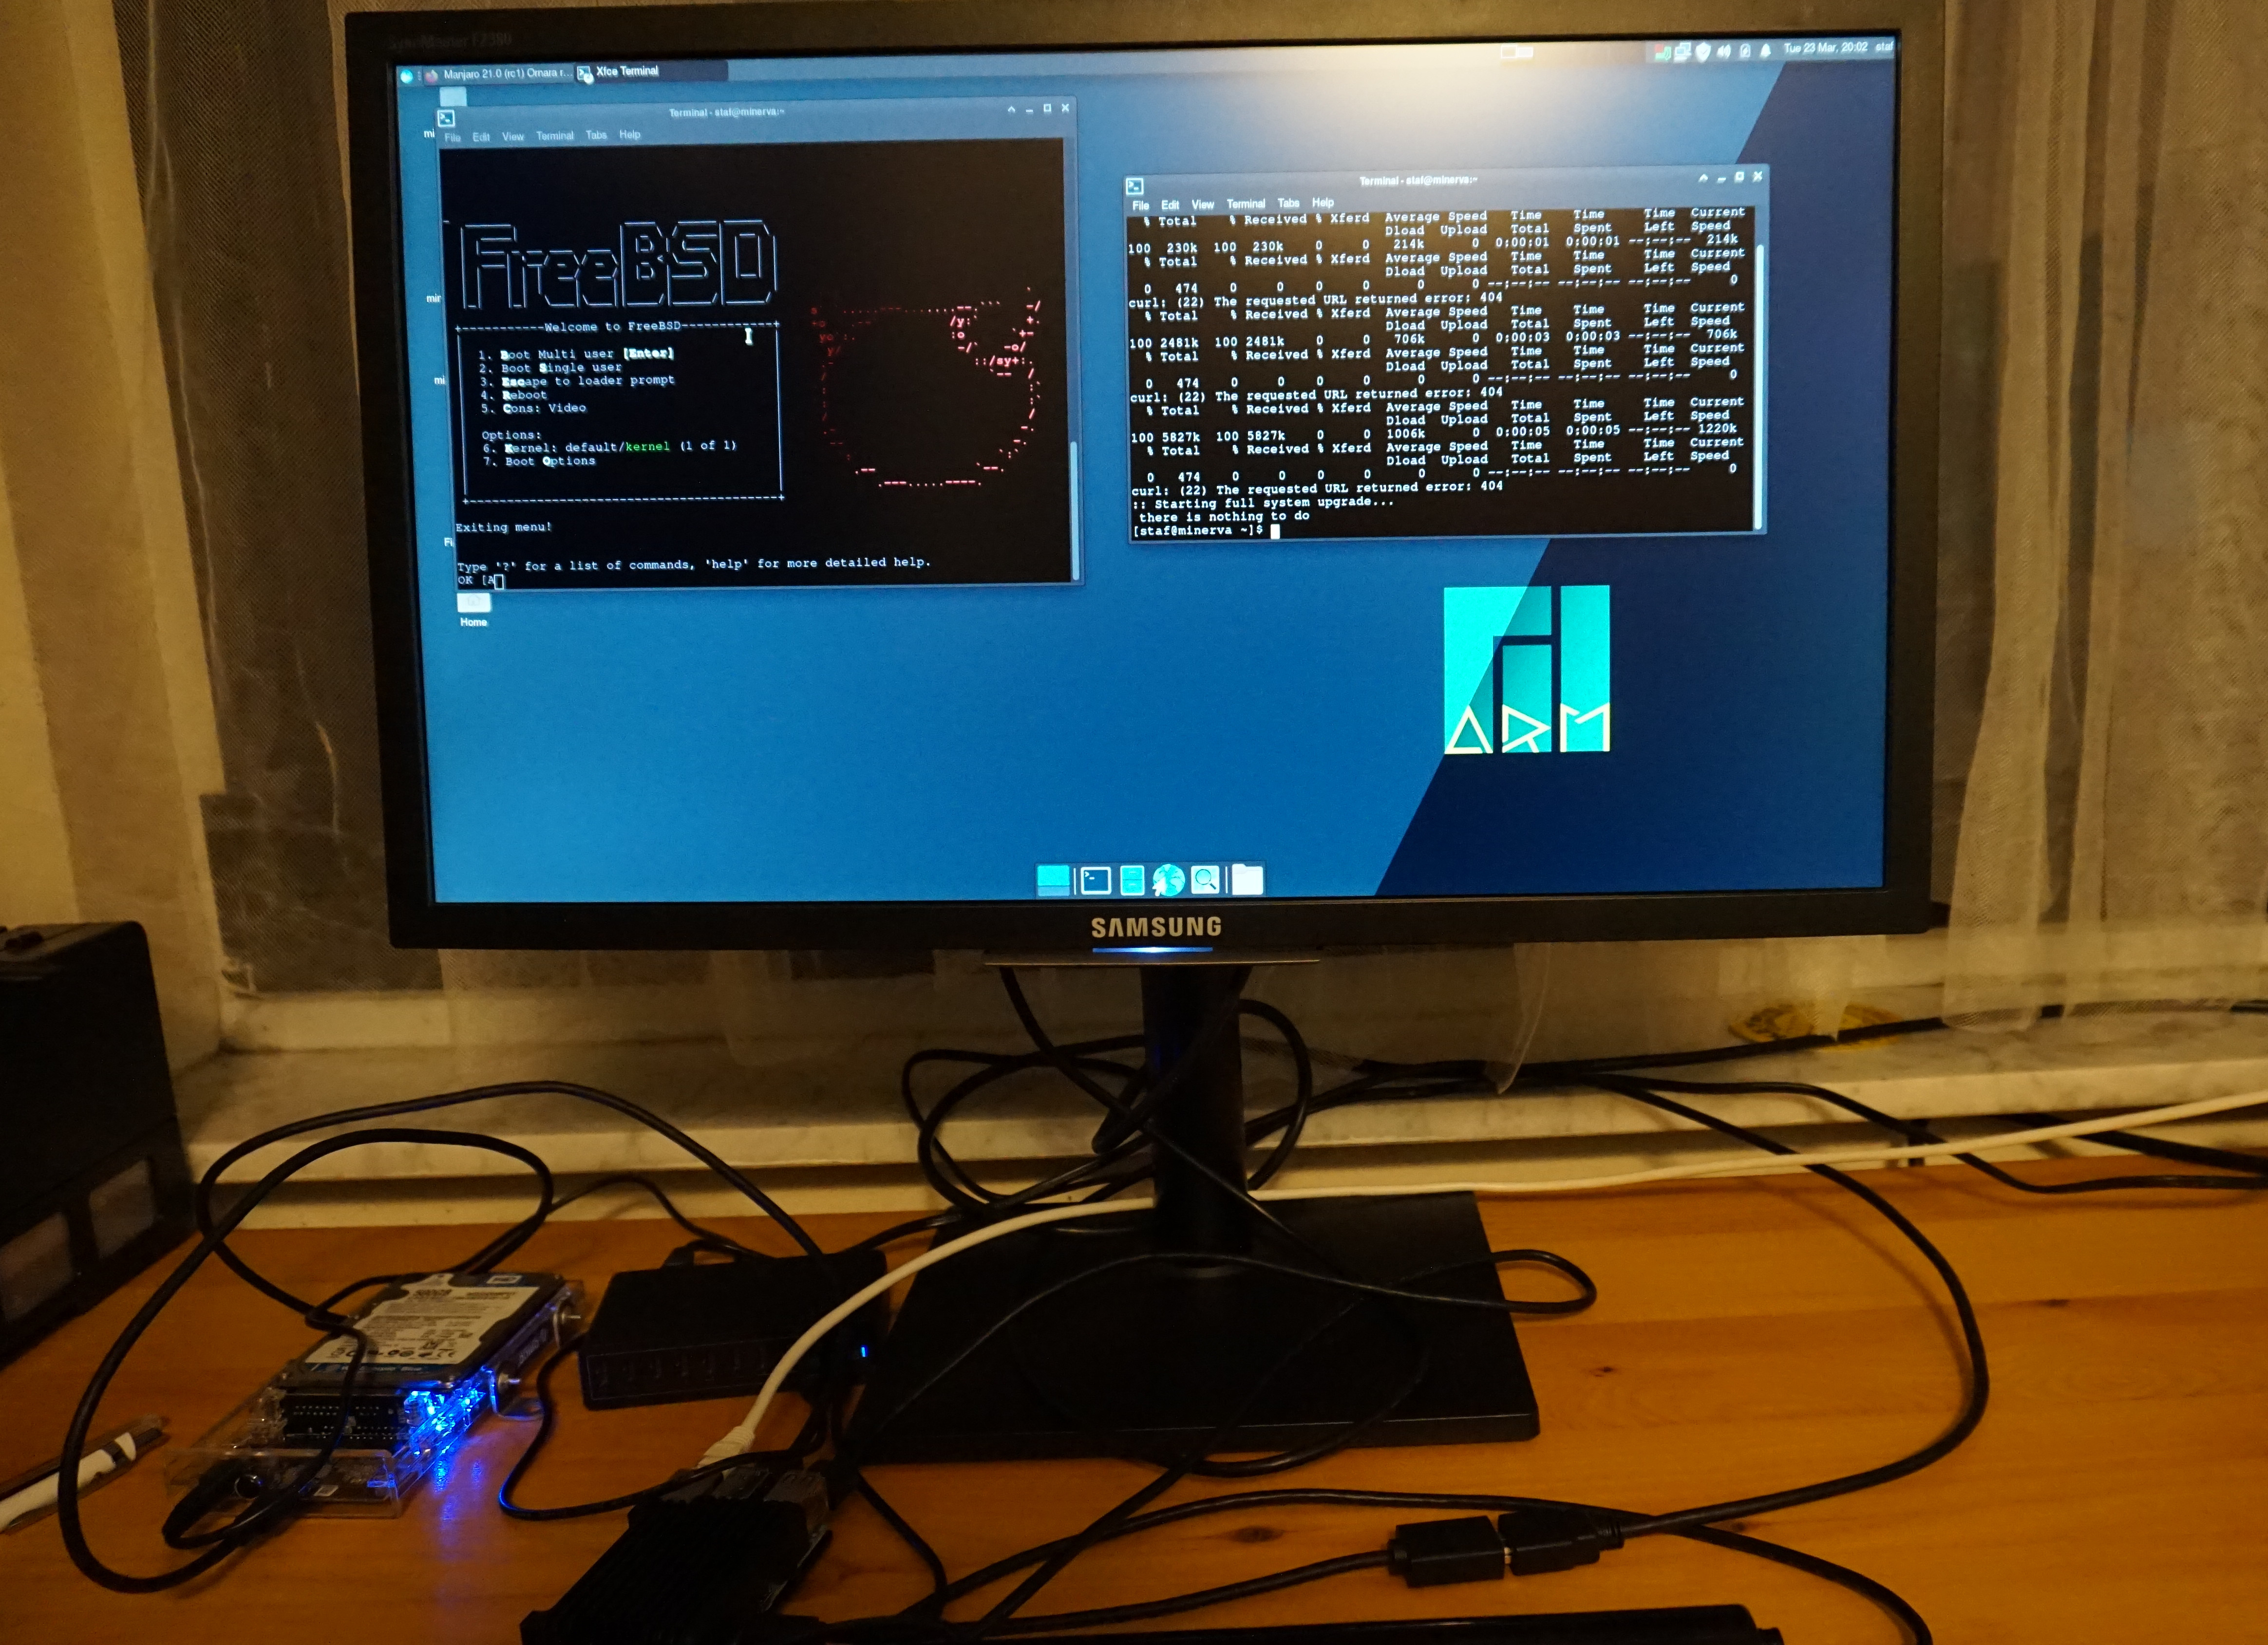 SyncMaster F2380
Manjaro 21.0 (rc1) Ornara r... Xfce Terminal
Tue 23 Mar, 20:02 staf
Terminal - staf@minerva:~
File Edit View Terminal Tabs Help
FreeBSD
Welcome to FreeBSD
1. Boot Multi user [Enter]
2. Boot Single user
3. Escape to loader prompt
4. Reboot
5. Cons: Video
Options:
6. Kernel: default/kernel (1 of 1)
7. Boot Options
Exiting menu!
Type '?' for a list of commands, 'help' for more detailed help.
OK [A
mi
mir
mi
Fi
Home
Terminal - staf@minerva:~
File Edit View Terminal Tabs Help
% Total % Received % Xferd Average Speed Time Time Time Current
Dload Upload Total Spent Left Speed
100 230k 100 230k 0 0 214k 0 0:00:01 0:00:01 --:--:-- 214k
% Total % Received % Xferd Average Speed Time Time Time Current
Dload Upload Total Spent Left Speed
0 474 0 0 0 0 0 0 --:--:-- --:--:-- --:--:-- 0
curl: (22) The requested URL returned error: 404
% Total % Received % Xferd Average Speed Time Time Time Current
Dload Upload Total Spent Left Speed
100 2481k 100 2481k 0 0 706k 0 0:00:03 0:00:03 --:--:-- 706k
% Total % Received % Xferd Average Speed Time Time Time Current
Dload Upload Total Spent Left Speed
0 474 0 0 0 0 0 0 --:--:-- --:--:-- --:--:-- 0
curl: (22) The requested URL returned error: 404
% Total % Received % Xferd Average Speed Time Time Time Current
Dload Upload Total Spent Left Speed
100 5827k 100 5827k 0 0 1006k 0 0:00:05 0:00:05 --:--:-- 1220k
% Total % Received % Xferd Average Speed Time Time Time Current
Dload Upload Total Spent Left Speed
0 474 0 0 0 0 0 0 --:--:-- --:--:-- --:--:-- 0
curl: (22) The requested URL returned error: 404
:: Starting full system upgrade...
there is nothing to do
[staf@minerva ~]$
ARM
SAMSUNG